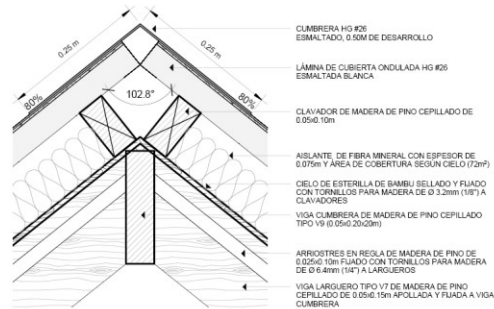 0.25 m
0.25 m
80%
80%
102.8°
CUMBRERA HG #26
ESMALTADO, 0.50M DE DESARROLLO
LÁMINA DE CUBIERTA ONDULADA HG #26
ESMALTADA BLANCA
CLAVADOR DE MADERA DE PINO CEPILLADO DE
0.05x0.10m
AISLANTE, DE FIBRA MINERAL CON ESPESOR DE
0.075m Y ÁREA DE COBERTURA SEGÚN CIELO (72m²)
CIELO DE ESTERILLA DE BAMBU SELLADO Y FIJADO
CON TORNILLOS PARA MADERA DE Ø 3.2mm (1/8") A
CLAVADORES
VIGA CUMBRERA DE MADERA DE PINO CEPILLADO
TIPO V9 (0.05x0.20x20m)
ARRIOSTRES EN REGLA DE MADERA DE PINO DE
0.025x0.10m FIJADO CON TORNILLOS PARA MADERA
DE Ø 6.4mm (1/4") A LARGUEROS
VIGA LARGUERO TIPO V7 DE MADERA DE PINO
CEPILLADO DE 0.05x0.15m APOLLADA Y FIJADA A VIGA
CUMBRERA